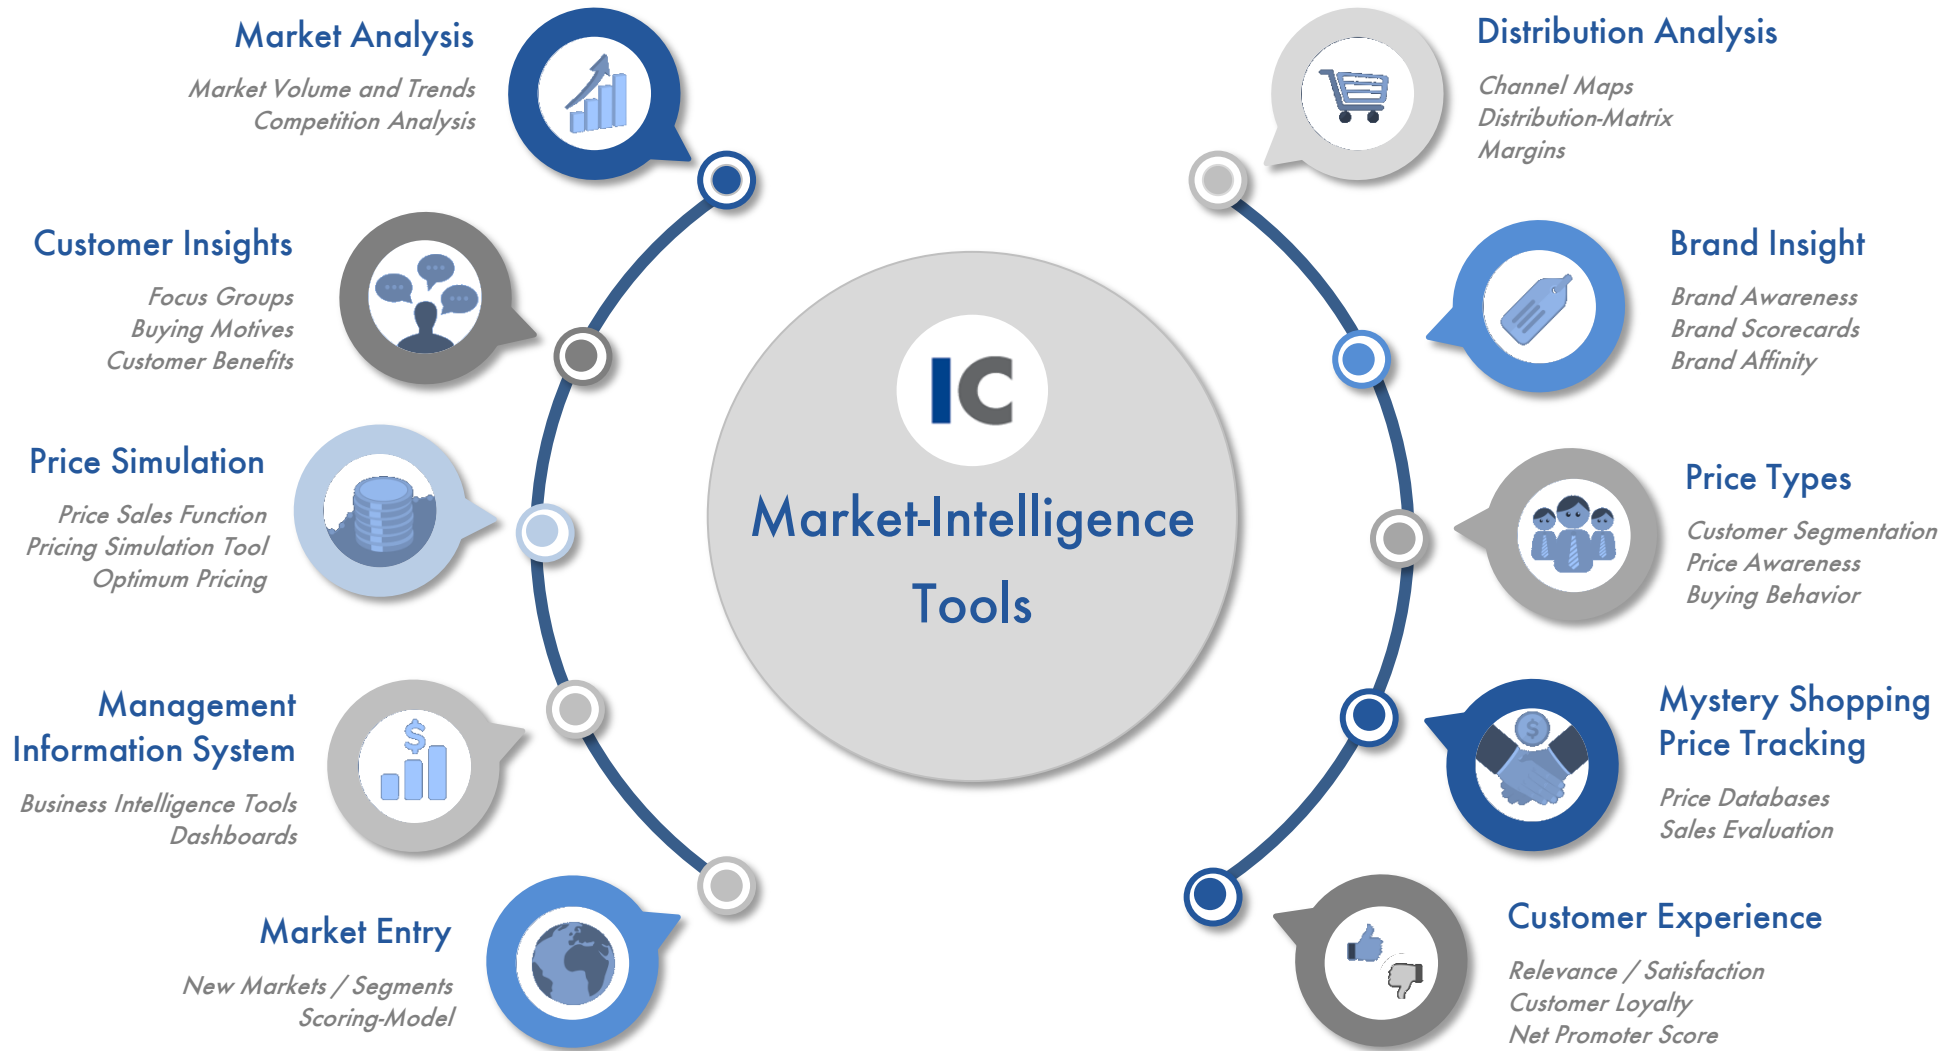 Market Analysis
Market Volume and Trends
Competition Analysis
Customer Insights
Focus Groups
Buying Motives
Customer Benefits
Price Simulation
Price Sales Function
Pricing Simulation Tool
Optimum Pricing
Management
Information System
Business Intelligence Tools
Dashboards
$
Market Entry
New Markets / Segments
Scoring-Model
IC
Market-Intelligence
Tools
Distribution Analysis
Channel Maps
Distribution-Matrix
Margins
Brand Insight
Brand Awareness
Brand Scorecards
Brand Affinity
Price Types
Customer Segmentation
Price Awareness
Buying Behavior
Mystery Shopping
Price Tracking
$
Price Databases
Sales Evaluation
Customer Experience
Relevance / Satisfaction
Customer Loyalty
Net Promoter Score